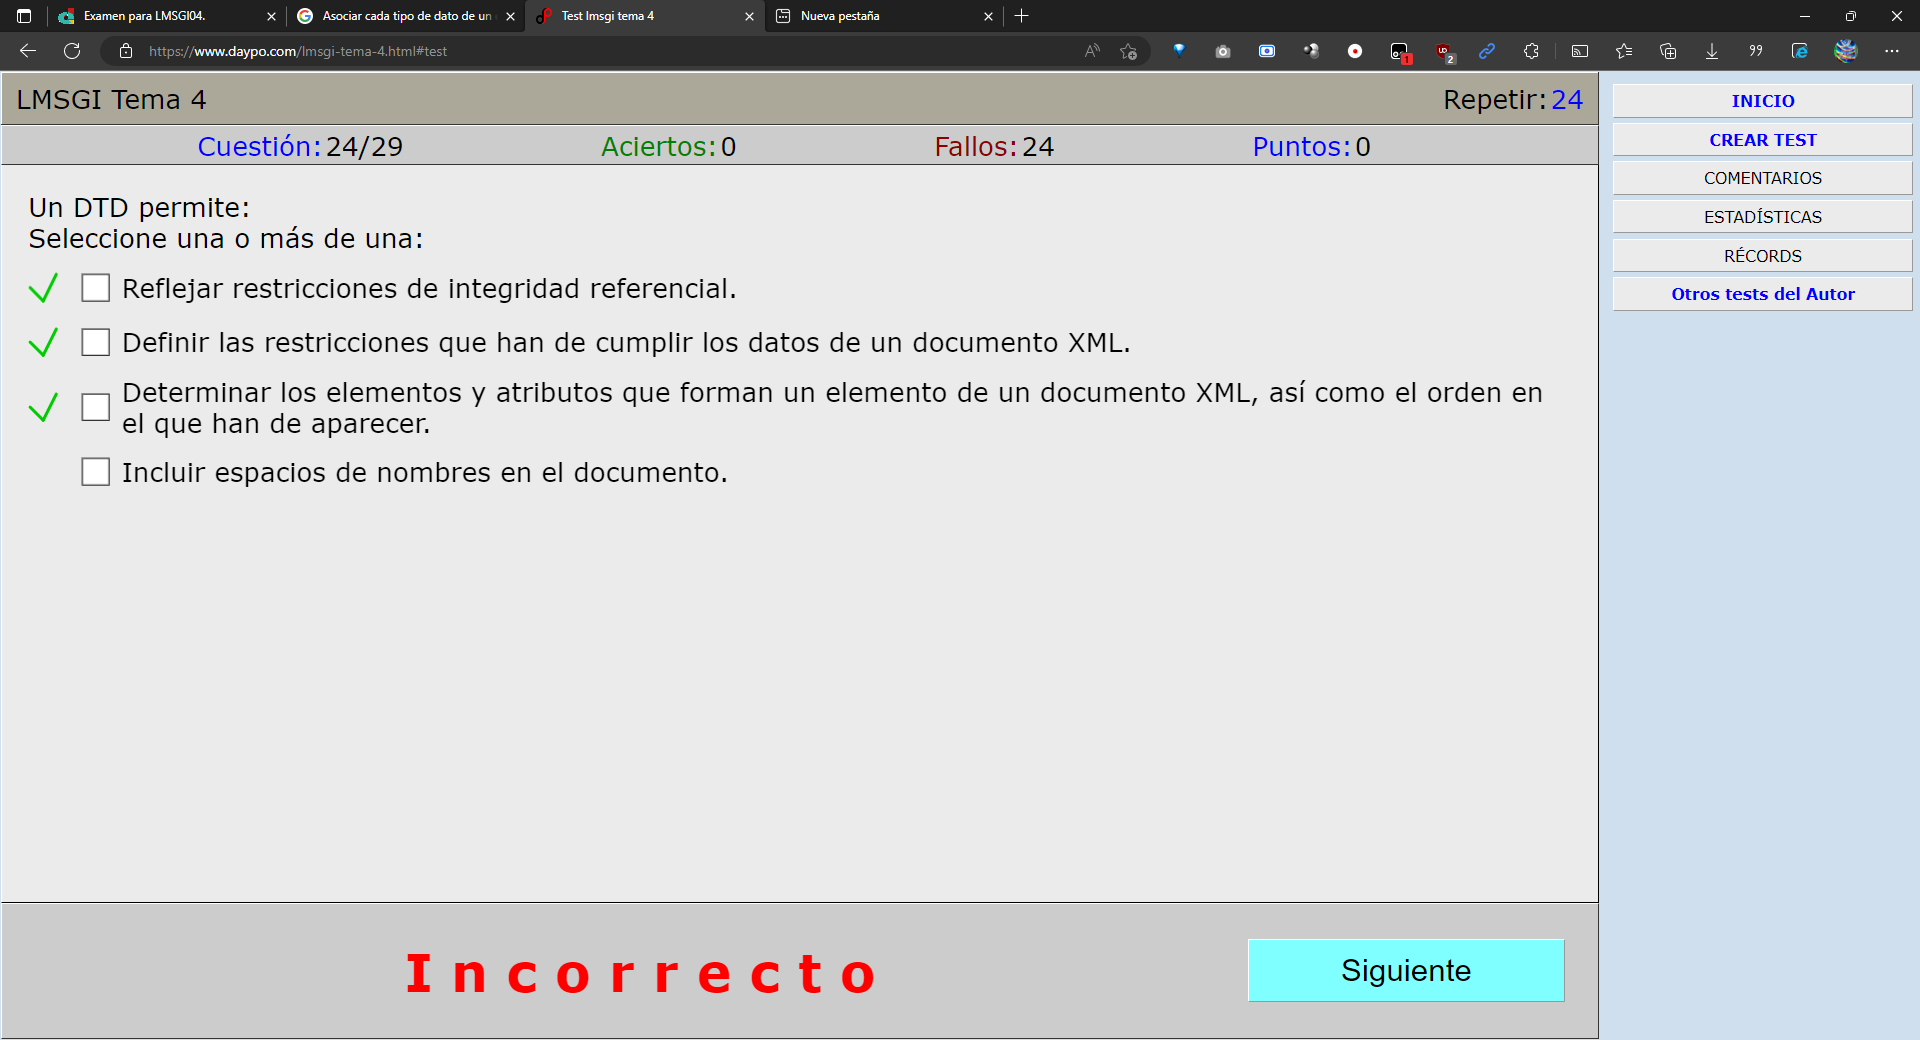 Examen para LMSGI04.
Asociar cada tipo de dato de un
Test lmsgi tema 4
Nueva pestaña
https://www.daypo.com/lmsgi-tema-4.html#test
1
2
LMSGI Tema 4
Repetir: 24
Cuestión: 24/29
Aciertos: 0
Fallos: 24
Puntos: 0
Un DTD permite:
Seleccione una o más de una:
Reflejar restricciones de integridad referencial.
Definir las restricciones que han de cumplir los datos de un documento XML.
Determinar los elementos y atributos que forman un elemento de un documento XML, así como el orden en
el que han de aparecer.
Incluir espacios de nombres en el documento.
Incorrecto
Siguiente
INICIO
CREAR TEST
COMENTARIOS
ESTADÍSTICAS
RÉCORDS
Otros tests del Autor